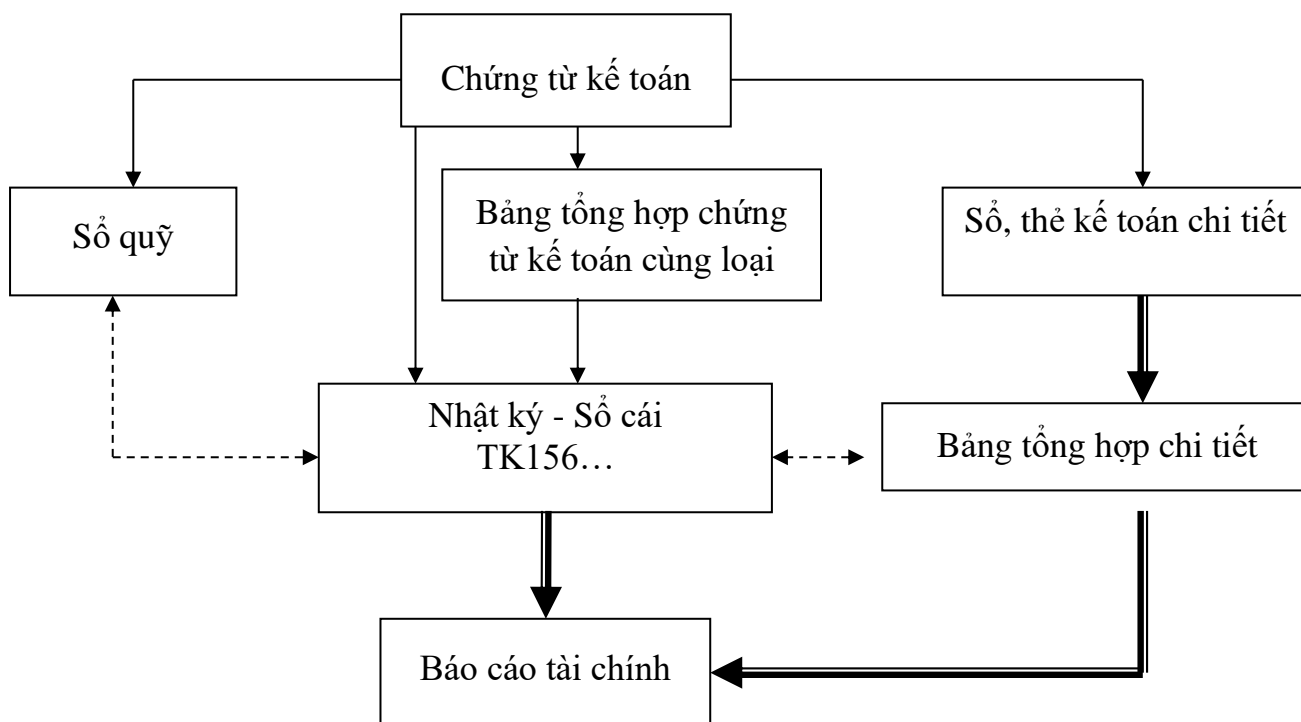 Chứng từ kế toán
Sổ quỹ
Bảng tổng hợp chứng
từ kế toán cùng loại
Sổ, thẻ kế toán chi tiết
Nhật ký - Sổ cái
TK156…
Bảng tổng hợp chi tiết
Báo cáo tài chính